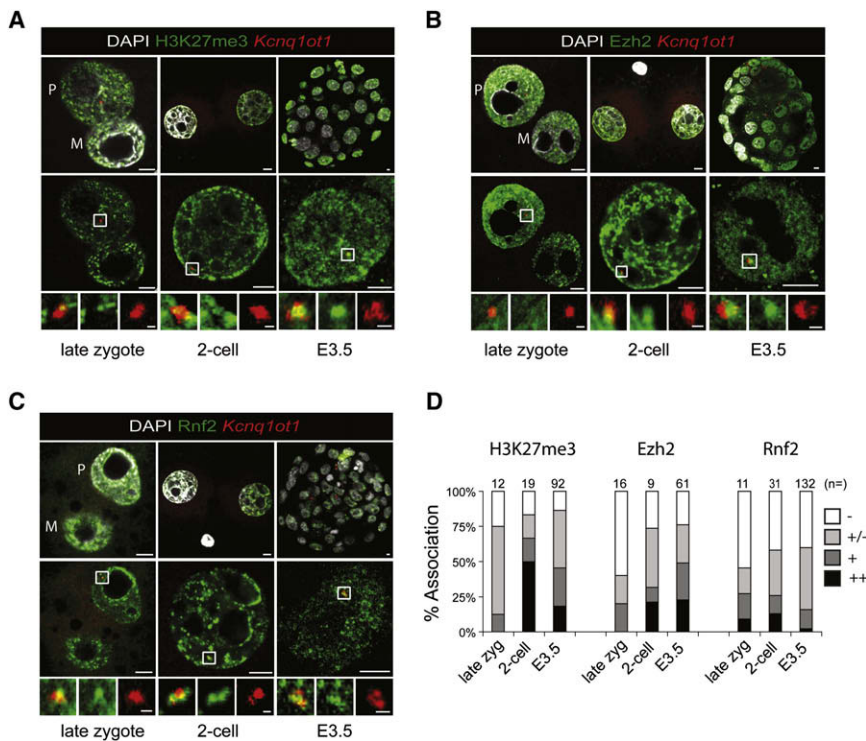 A
DAPI H3K27me3 Kcnq1ot1
P
M
late zygote 2-cell E3.5
B
DAPI Ezh2 Kcnq1ot1
P
M
late zygote 2-cell E3.5
C
DAPI Rnf2 Kcnq1ot1
P
M
late zygote 2-cell E3.5
D
H3K27me3 Ezh2 Rnf2
12 19 92 16 9 61 11 31 132 (n=)
100%
75%
50%
25%
0%
% Association
-
+/-
+
++
late zyg 2-cell E3.5 late zyg 2-cell E3.5 late zyg 2-cell E3.5